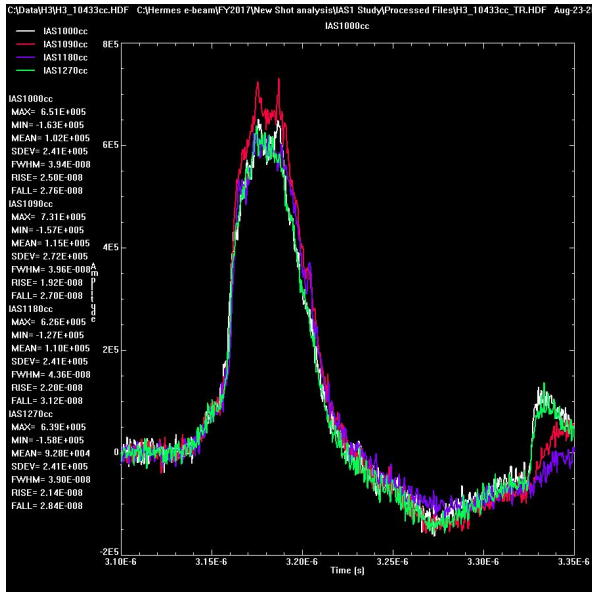 C:\Data\H3\H3_10433cc.HDF C:\Hermes e-beam\FY2017\New Shot analysis\IAS1 Study\Processed Files\H3_10433cc_TR.HDF Aug-23-2
IAS1000cc
IAS1000cc
IAS1090cc
IAS1180cc
IAS1270cc
IAS1000cc
MAX= 6.51E+005
MIN= -1.63E+005
MEAN= 1.02E+005
SDEV= 2.41E+005
FWHM= 3.94E-008
RISE= 2.50E-008
FALL= 2.76E-008
IAS1090cc
MAX= 7.31E+005
MIN= -1.57E+005
MEAN= 1.15E+005
SDEV= 2.72E+005
FWHM= 3.96E-008
RISE= 1.92E-008
FALL= 2.70E-008
IAS1180cc
MAX= 6.26E+005
MIN= -1.27E+005
MEAN= 1.10E+005
SDEV= 2.41E+005
FWHM= 4.36E-008
RISE= 2.20E-008
FALL= 3.12E-008
IAS1270cc
MAX= 6.39E+005
MIN= -1.58E+005
MEAN= 9.28E+004
SDEV= 2.41E+005
FWHM= 3.90E-008
RISE= 2.14E-008
FALL= 2.84E-008
Amplitude
8E5
6E5
4E5
2E5
0
-2E5
3.10E-6 3.15E-6 3.20E-6 3.25E-6 3.30E-6 3.35E-6
Time [s]